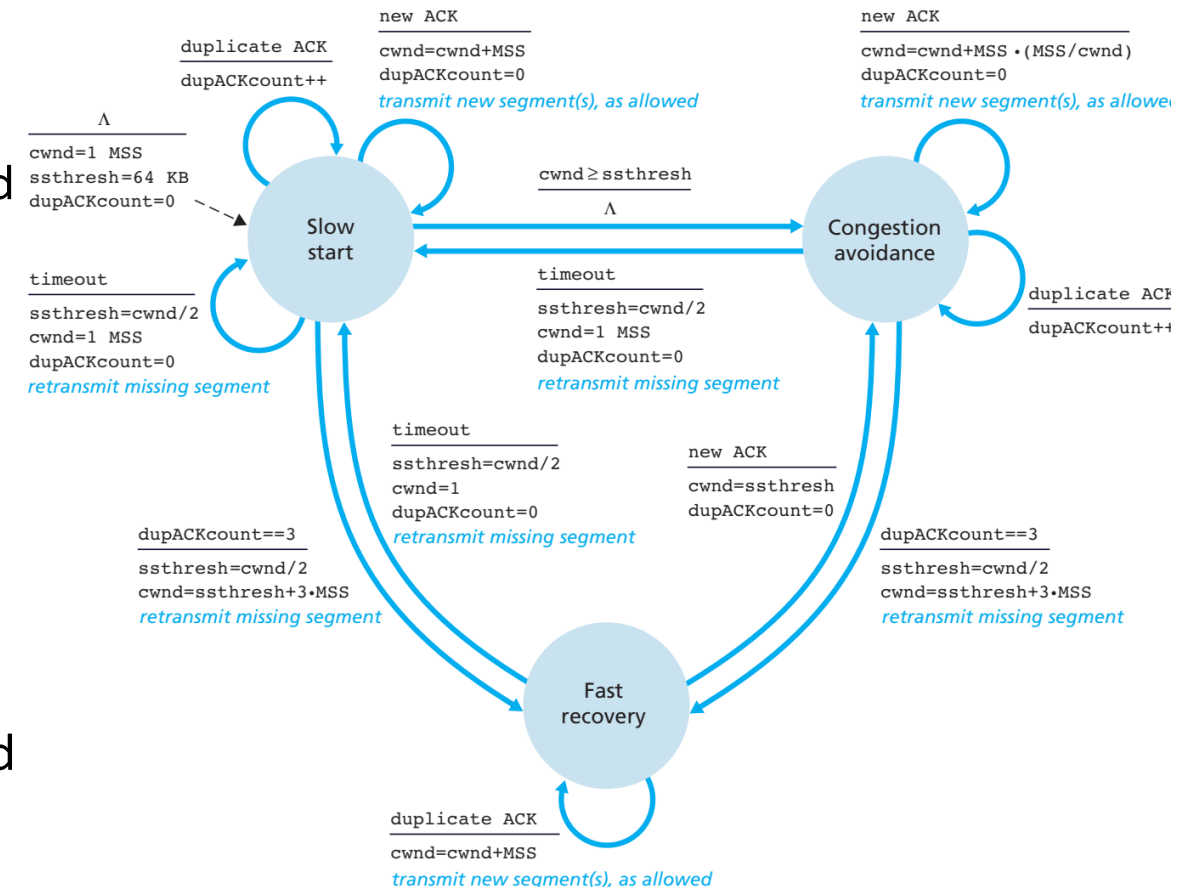 new ACK
cwnd=cwnd+MSS
dupACKcount=0
transmit new segment(s), as allowed
new ACK
cwnd=cwnd+MSS •(MSS/cwnd)
dupACKcount=0
transmit new segment(s), as allowe
duplicate ACK
dupACKcount++
Λ
cwnd=1 MSS
ssthresh=64 KB
dupACKcount=0
d
Slow
start
cwnd≥ssthresh
Λ
Congestion
avoidance
timeout
ssthresh=cwnd/2
cwnd=1 MSS
dupACKcount=0
retransmit missing segment
timeout
ssthresh=cwnd/2
cwnd=1 MSS
dupACKcount=0
retransmit missing segment
duplicate ACK
dupACKcount++
timeout
ssthresh=cwnd/2
cwnd=1
dupACKcount=0
retransmit missing segment
new ACK
cwnd=ssthresh
dupACKcount=0
dupACKcount==3
ssthresh=cwnd/2
cwnd=ssthresh+3•MSS
retransmit missing segment
dupACKcount==3
ssthresh=cwnd/2
cwnd=ssthresh+3•MSS
retransmit missing segment
Fast
recovery
d
duplicate ACK
cwnd=cwnd+MSS
transmit new segment(s), as allowed